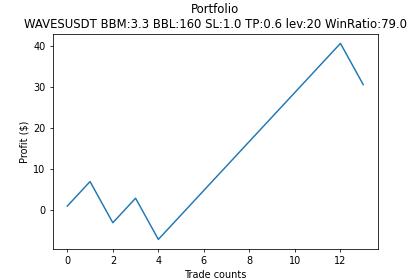 Portfolio
WAVESUSDT BBM:3.3 BBL:160 SL:1.0 TP:0.6 lev:20 WinRatio:79.0
40
30
20
10
0
Profit ($)
0 2 4 6 8 10 12
Trade counts